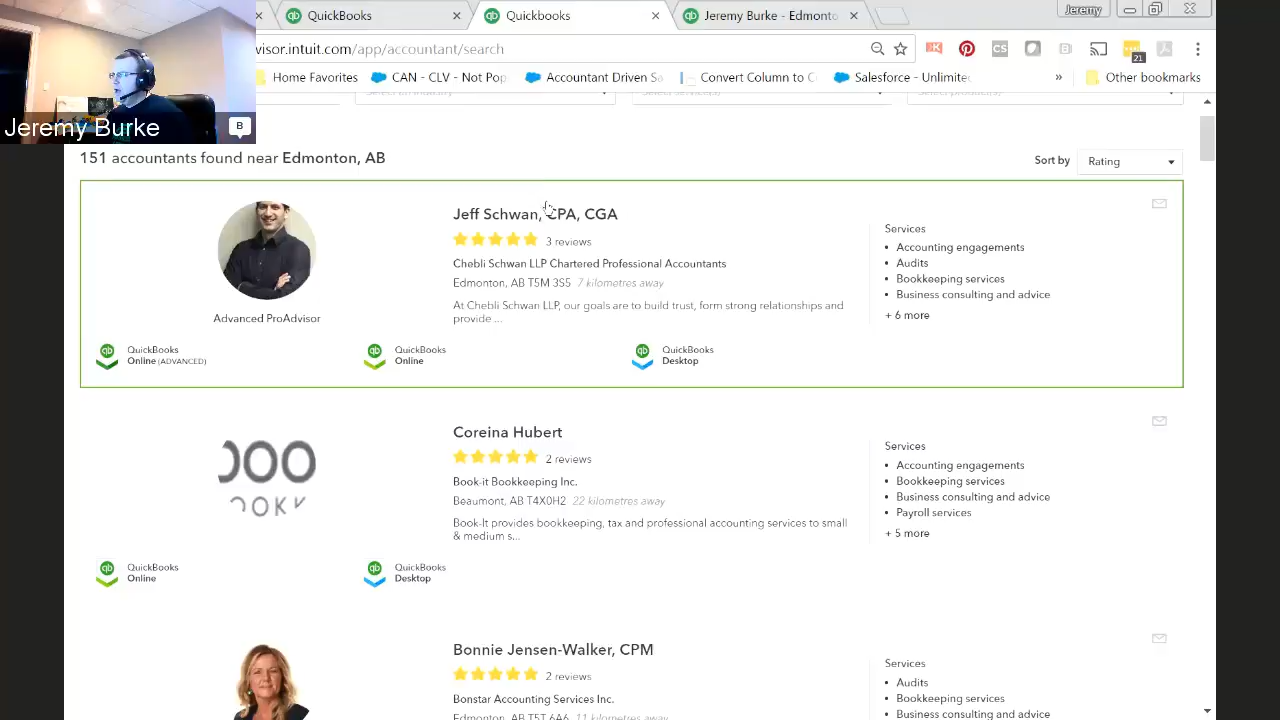 QuickBooks
Quickbooks
Jeremy Burke - Edmonto
Jeremy
visor.intuit.com/app/accountant/search
21
Home Favorites
CAN - CLV - Not Pop
Accountant Driven Sa
Convert Column to C
Salesforce - Unlimite
»
Other bookmarks
Jeremy Burke
B
151 accountants found near Edmonton, AB
Sort by
Rating
Jeff Schwan, CPA, CGA
3 reviews
Chebli Schwan LLP Chartered Professional Accountants
Edmonton, AB T5M 3S5 7 kilometres away
At Chebli Schwan LLP, our goals are to build trust, form strong relationships and
provide ...
Advanced ProAdvisor
Services
• Accounting engagements
• Audits
• Bookkeeping services
• Business consulting and advice
+ 6 more
QuickBooks
Online (ADVANCED)
QuickBooks
Online
QuickBooks
Desktop
Coreina Hubert
2 reviews
Book-it Bookkeeping Inc.
Beaumont, AB T4X0H2 22 kilometres away
Book-It provides bookkeeping, tax and professional accounting services to small
& medium s...
Services
• Accounting engagements
• Bookkeeping services
• Business consulting and advice
• Payroll services
+ 5 more
QuickBooks
Online
QuickBooks
Desktop
Bonnie Jensen-Walker, CPM
2 reviews
Bonstar Accounting Services Inc.
Edmonton, AB T5T 6A6 11 kilometres away
Services
• Audits
• Bookkeeping services
• Business consulting and advice